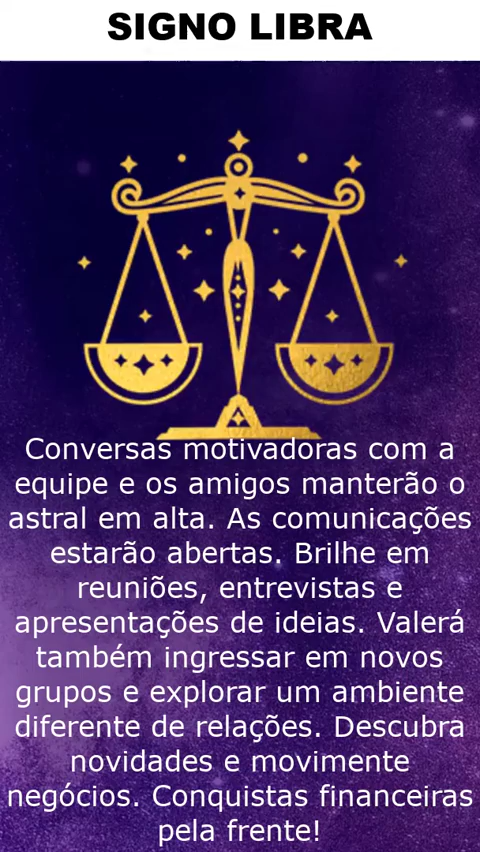 SIGNO LIBRA
Conversas motivadoras com a
equipe e os amigos manterão o
astral em alta. As comunicações
estarão abertas. Brilhe em
reuniões, entrevistas e
apresentações de ideias. Valerá
também ingressar em novos
grupos e explorar um ambiente
diferente de relações. Descubra
novidades e movimente
negócios. Conquistas financeiras
pela frente!